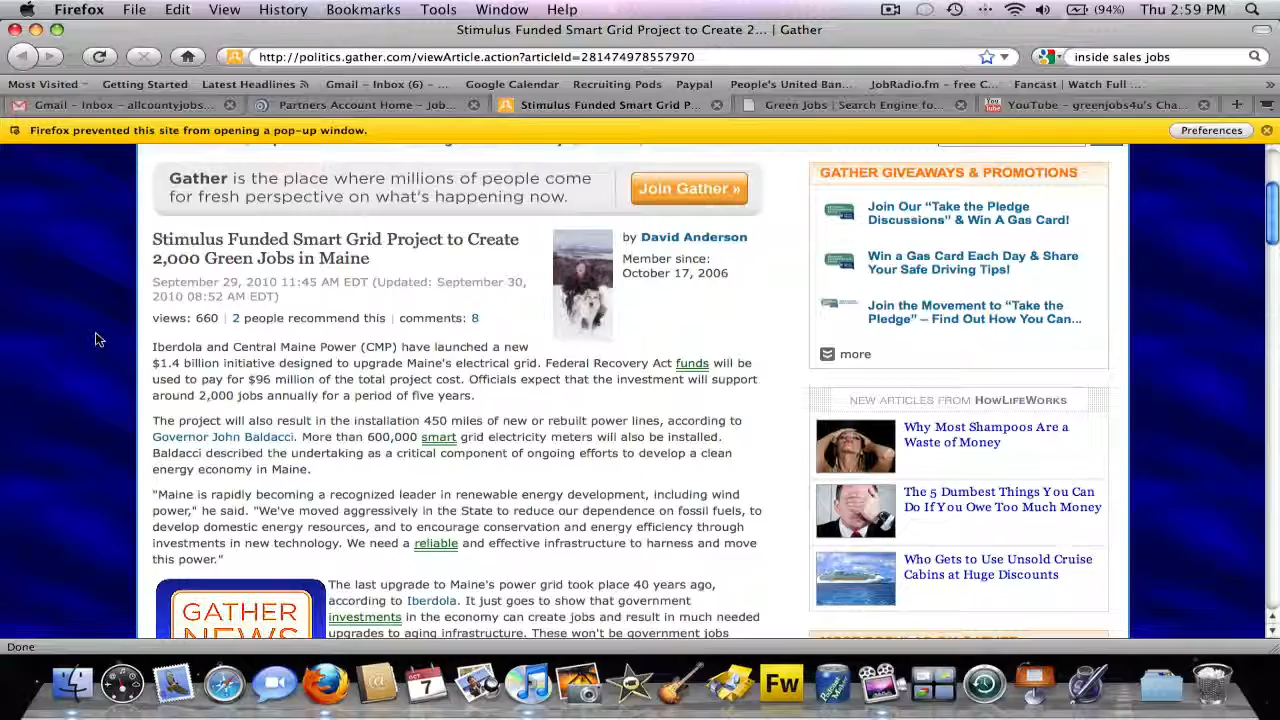 Firefox File Edit View History Bookmarks Tools Window Help (94%) Thu 2:59 PM
Stimulus Funded Smart Grid Project to Create 2... | Gather
http://politics.gather.com/viewArticle.action?articleId=281474978557970
inside sales jobs
Most Visited Getting Started Latest Headlines Gmail – Inbox (6) – ... Google Calendar Recruiting Pods Paypal People's United Ban... JobRadio.fm – free C... Fancast | Watch Full ... »
Gmail – Inbox – allcountyjobs... Partners Account Home – Job... Stimulus Funded Smart Grid P... Green Jobs | Search Engine fo... YouTube – greenjobs4u's Cha...
Firefox prevented this site from opening a pop-up window. Preferences
Gather is the place where millions of people come
for fresh perspective on what's happening now.
Join Gather »
Stimulus Funded Smart Grid Project to Create
2,000 Green Jobs in Maine
September 29, 2010 11:45 AM EDT (Updated: September 30,
2010 08:52 AM EDT)
views: 660 | 2 people recommend this | comments: 8
by David Anderson
Member since:
October 17, 2006
Iberdola and Central Maine Power (CMP) have launched a new
$1.4 billion initiative designed to upgrade Maine's electrical grid. Federal Recovery Act funds will be
used to pay for $96 million of the total project cost. Officials expect that the investment will support
around 2,000 jobs annually for a period of five years.
The project will also result in the installation 450 miles of new or rebuilt power lines, according to
Governor John Baldacci. More than 600,000 smart grid electricity meters will also be installed.
Baldacci described the undertaking as a critical component of ongoing efforts to develop a clean
energy economy in Maine.
"Maine is rapidly becoming a recognized leader in renewable energy development, including wind
power," he said. "We've moved aggressively in the State to reduce our dependence on fossil fuels, to
develop domestic energy resources, and to encourage conservation and energy efficiency through
investments in new technology. We need a reliable and effective infrastructure to harness and move
this power."
GATHER
NEWS
The last upgrade to Maine's power grid took place 40 years ago,
according to Iberdola. It just goes to show that government
investments in the economy can create jobs and result in much needed
upgrades to aging infrastructure. These won't be government jobs
GATHER GIVEAWAYS & PROMOTIONS
Join Our "Take the Pledge
Discussions" & Win A Gas Card!
Win a Gas Card Each Day & Share
Your Safe Driving Tips!
Join the Movement to "Take the
Pledge" – Find Out How You Can...
more
NEW ARTICLES FROM HOWLIFEWORKS
Why Most Shampoos Are a
Waste of Money
The 5 Dumbest Things You Can
Do If You Owe Too Much Money
Who Gets to Use Unsold Cruise
Cabins at Huge Discounts
Done
OCT
7
Fw